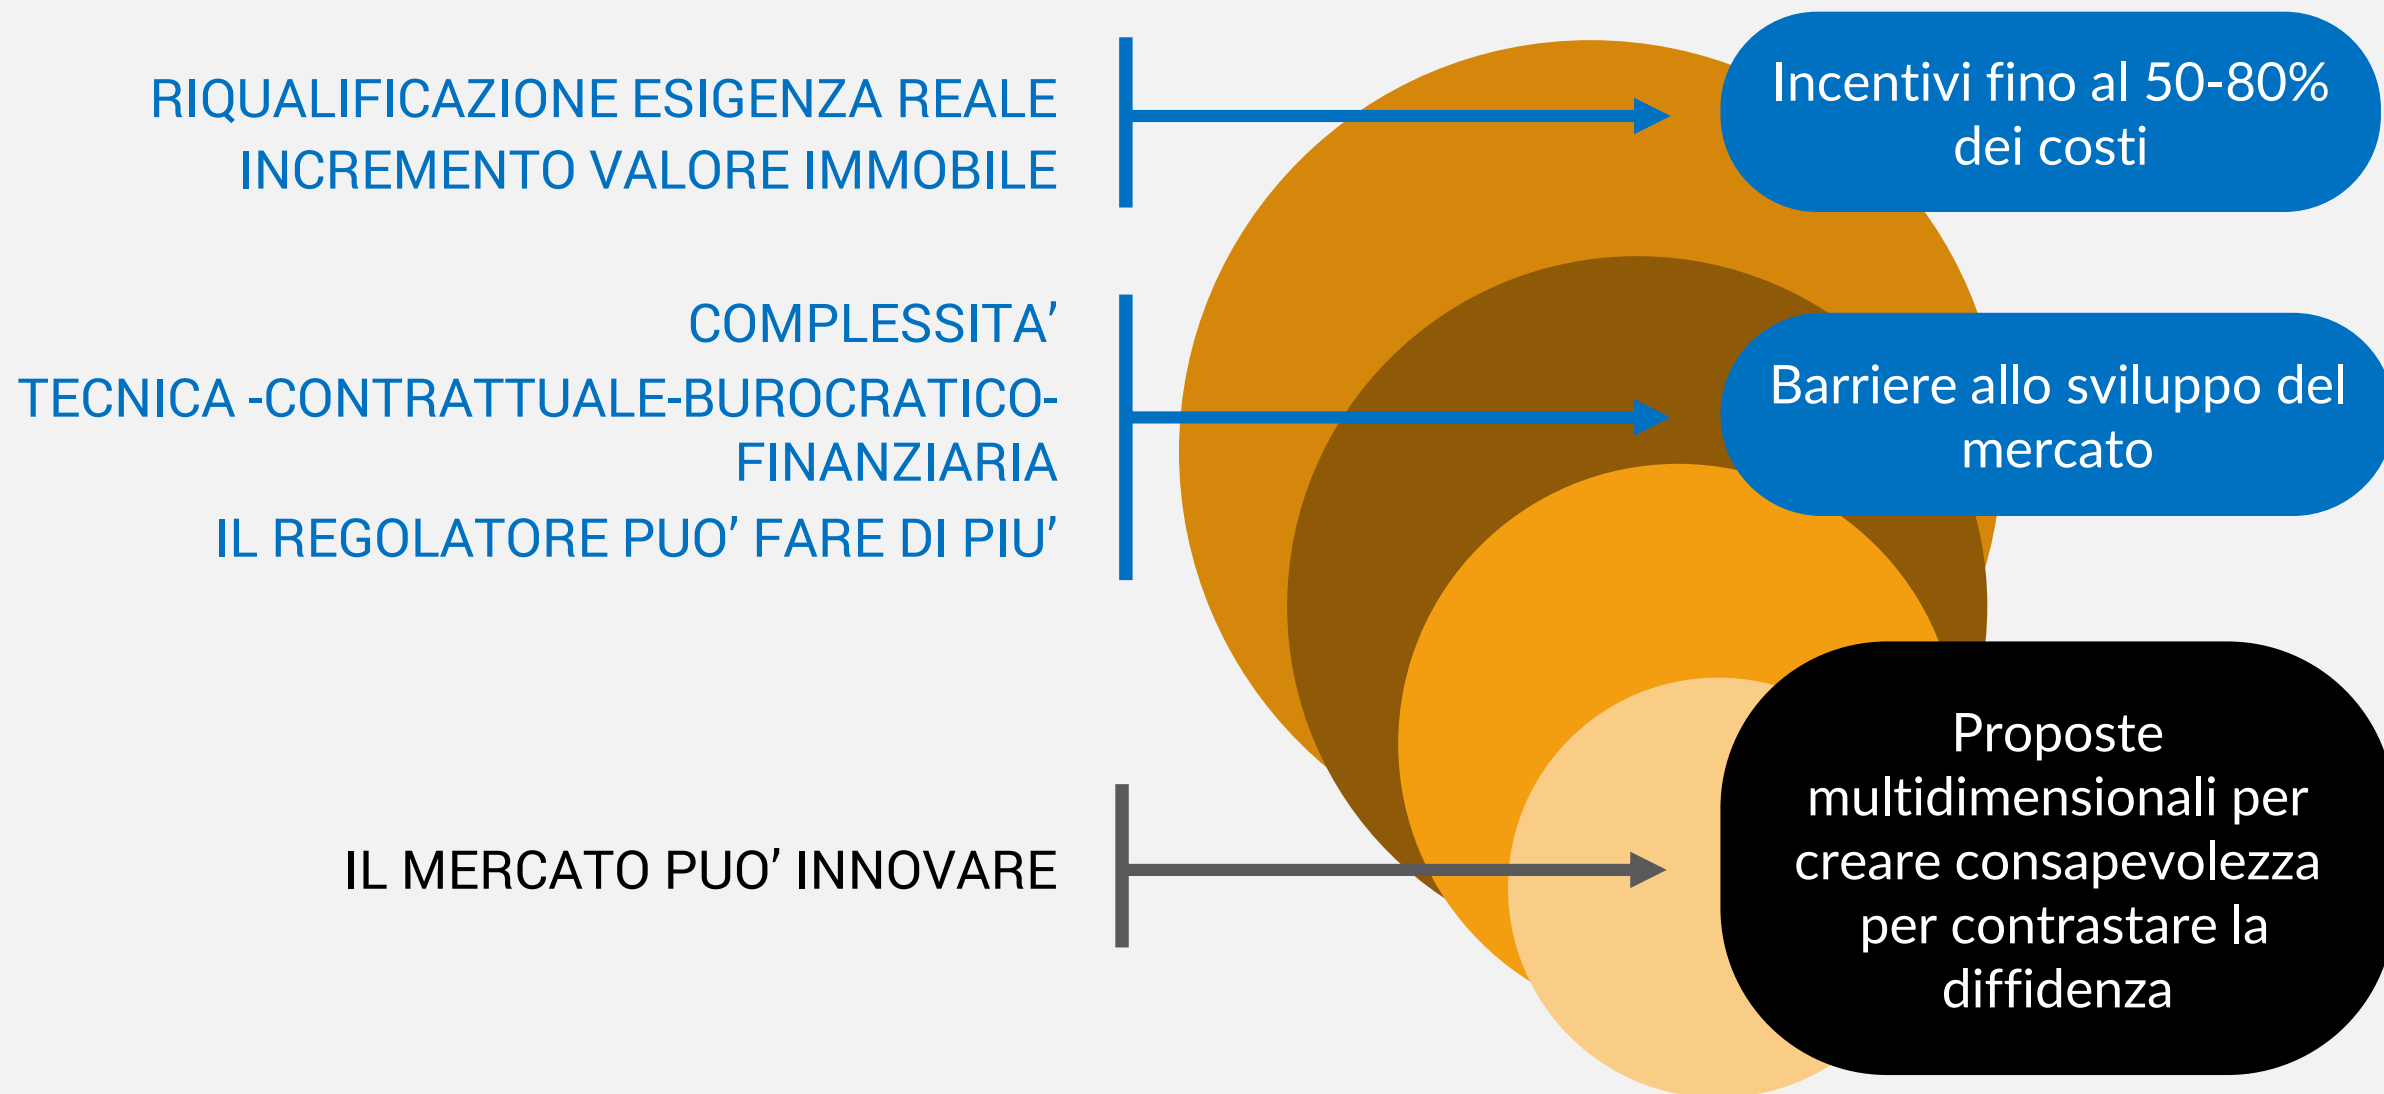 RIQUALIFICAZIONE ESIGENZA REALE
INCREMENTO VALORE IMMOBILE
Incentivi fino al 50-80%
dei costi
COMPLESSITA’
TECNICA -CONTRATTUALE-BUROCRATICO-
FINANZIARIA
IL REGOLATORE PUO’ FARE DI PIU’
Barriere allo sviluppo del
mercato
IL MERCATO PUO’ INNOVARE
Proposte
multidimensionali per
creare consapevolezza
per contrastare la
diffidenza